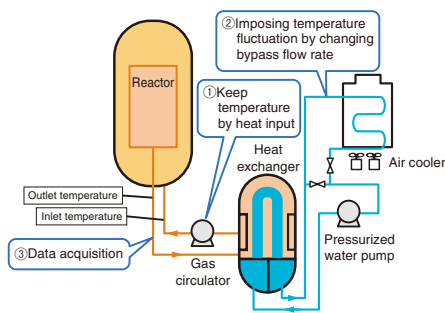 ②Imposing temperature
fluctuation by changing
bypass flow rate
Reactor
①Keep
temperature
by heat input
Heat
exchanger
Air cooler
Outlet temperature
Inlet temperature
③Data acquisition
Gas
circulator
Pressurized
water pump